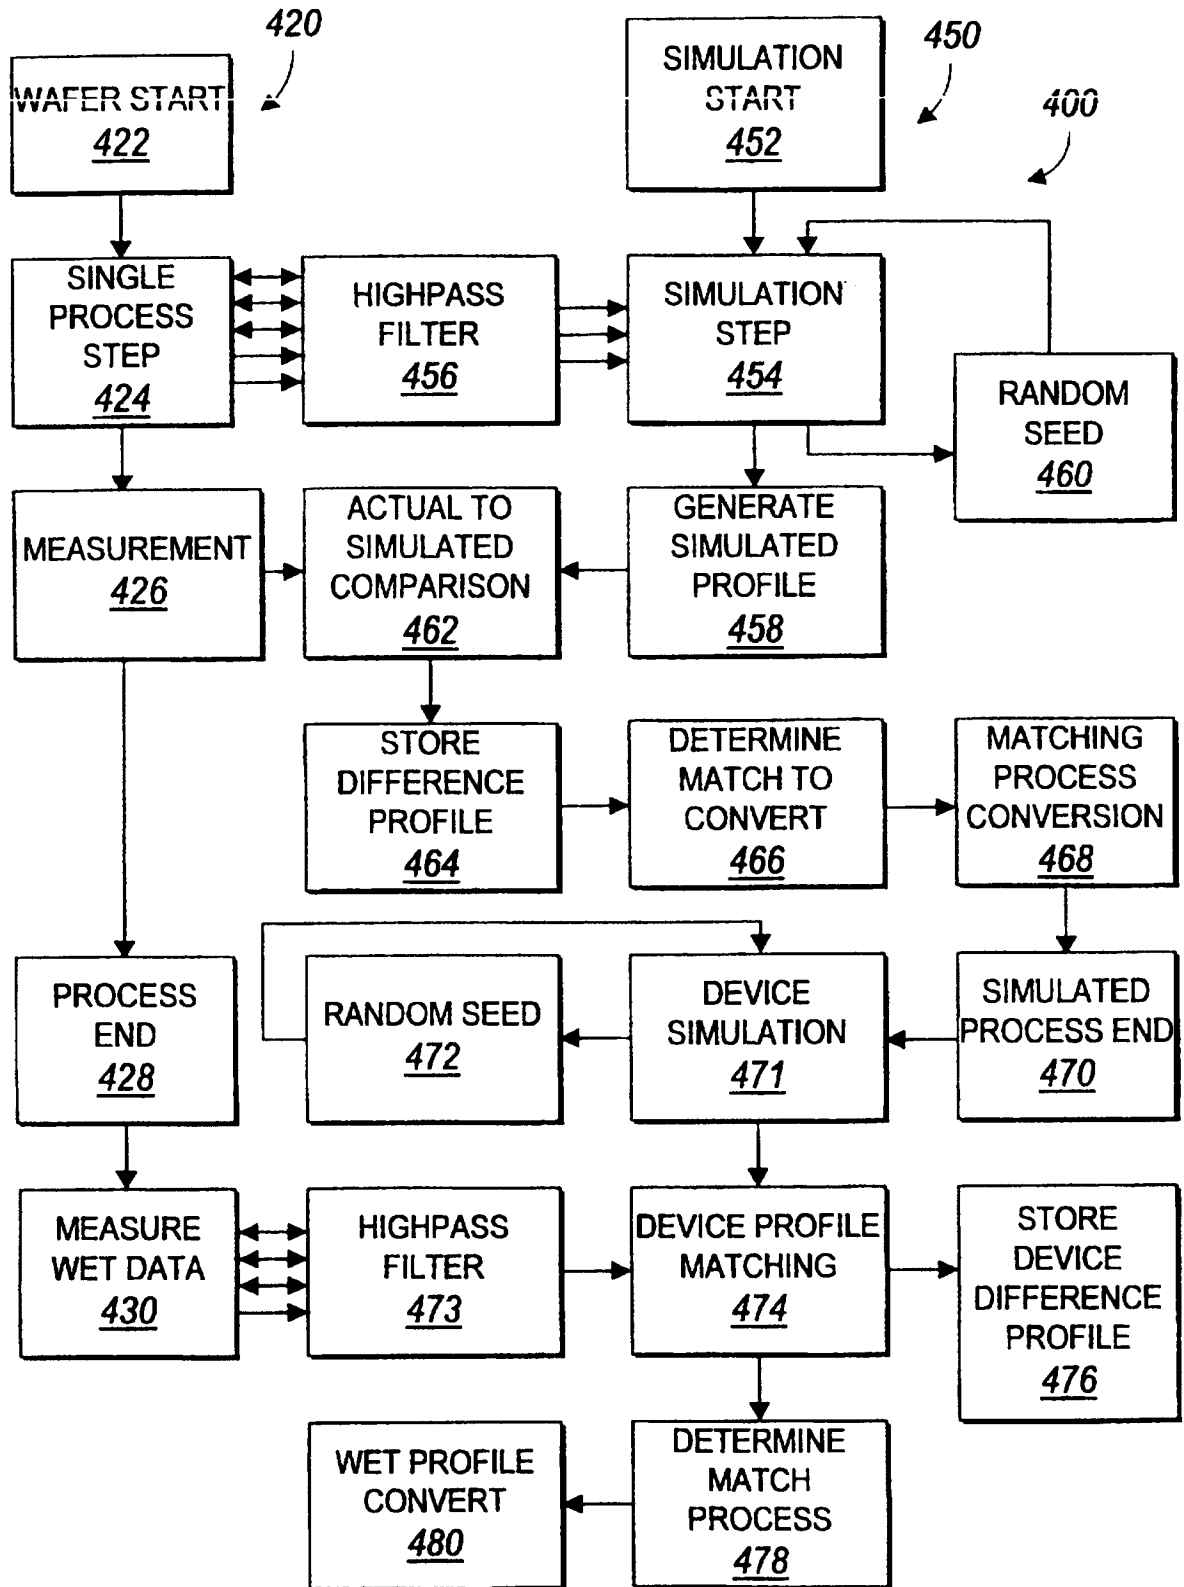 420
WAFER START
422
SIMULATION
START
452
450
400
SINGLE
PROCESS
STEP
424
HIGHPASS
FILTER
456
SIMULATION
STEP
454
RANDOM
SEED
460
MEASUREMENT
426
ACTUAL TO
SIMULATED
COMPARISON
462
GENERATE
SIMULATED
PROFILE
458
STORE
DIFFERENCE
PROFILE
464
DETERMINE
MATCH TO
CONVERT
466
MATCHING
PROCESS
CONVERSION
468
PROCESS
END
428
RANDOM SEED
472
DEVICE
SIMULATION
471
SIMULATED
PROCESS END
470
MEASURE
WET DATA
430
HIGHPASS
FILTER
473
DEVICE PROFILE
MATCHING
474
STORE
DEVICE
DIFFERENCE
PROFILE
476
WET PROFILE
CONVERT
480
DETERMINE
MATCH
PROCESS
478